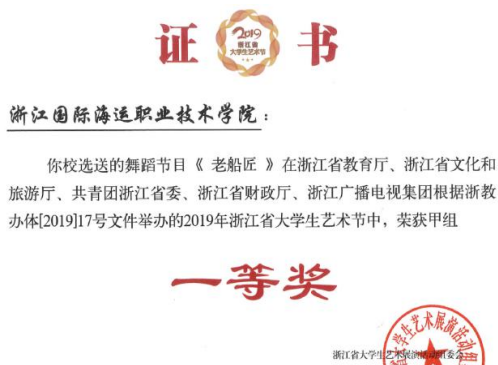 证 书
2019
浙江省
大学生艺术节
浙江国际海运职业技术学院：
你校选送的舞蹈节目《 老船匠 》在浙江省教育厅、浙江省文化和
旅游厅、共青团浙江省委、浙江省财政厅、浙江广播电视集团根据浙教
办体[2019]17号文件举办的2019年浙江省大学生艺术节中，荣获甲组
一等奖
浙江省大学生艺术展演活动组委会